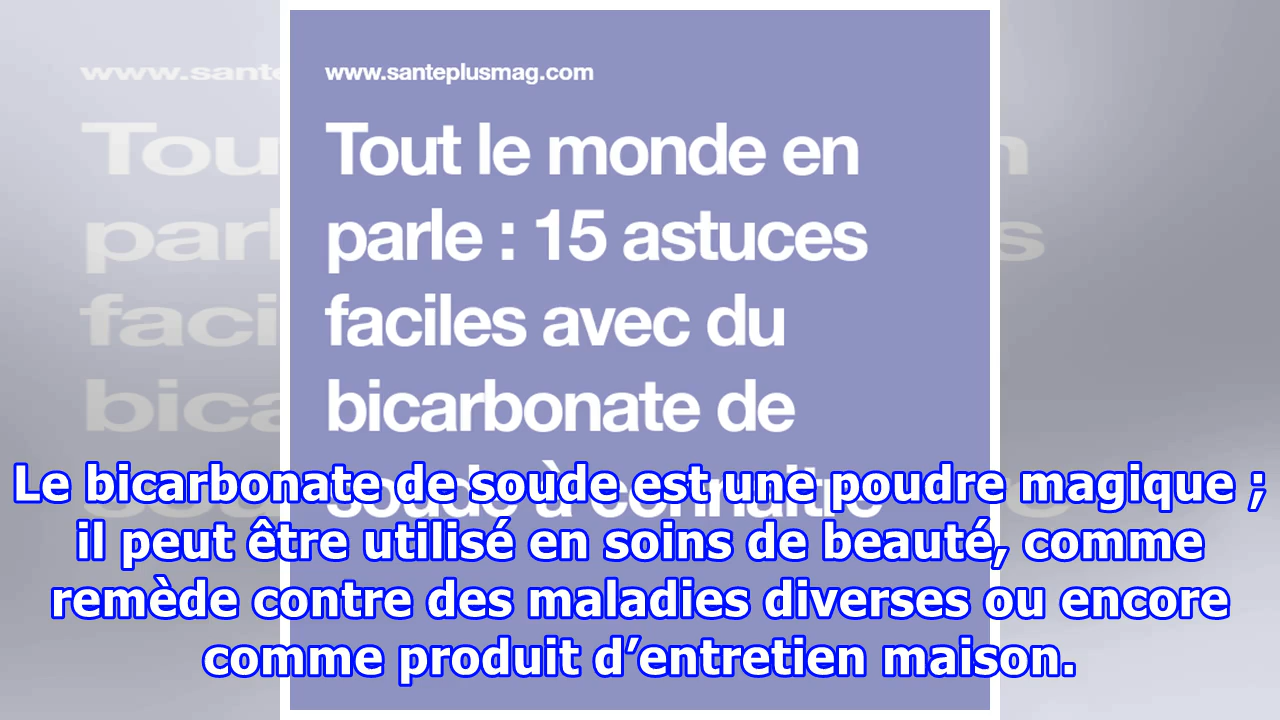 www.santeplusmag.com
Tout le monde en
parle : 15 astuces
faciles avec du
bicarbonate de
soude à connaitre
Le bicarbonate de soude est une poudre magique ;
il peut être utilisé en soins de beauté, comme
remède contre des maladies diverses ou encore
comme produit d’entretien maison.